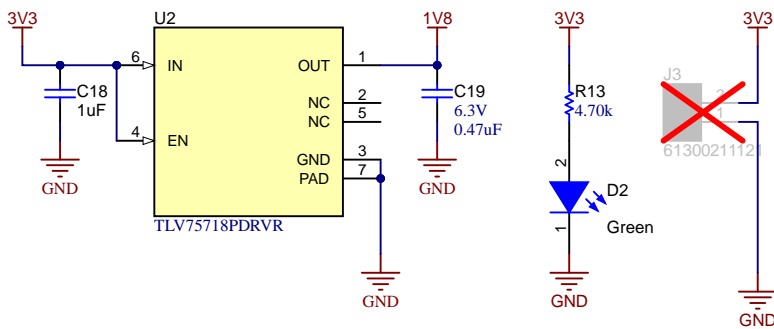 3V3
C18
1uF
GND
U2
6
IN
4
EN
OUT
1
NC
2
NC
5
GND
3
PAD
7
TLV75718PDRVR
GND
1V8
C19
6.3V
0.47uF
GND
3V3
R13
4.70k
2
D2
1
Green
GND
3V3
J3
2
1
61300211121
GND